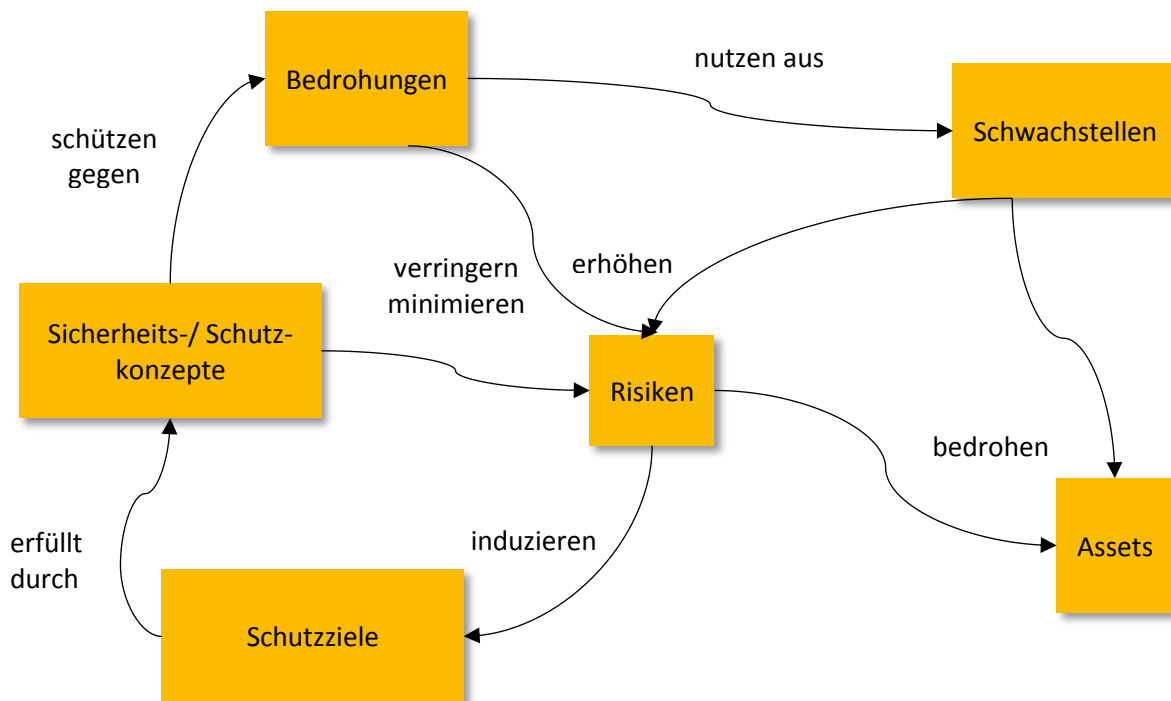 Bedrohungen
nutzen aus
Schwachstellen
schützen
gegen
verringern
minimieren
erhöhen
Sicherheits-/ Schutz-
konzepte
Risiken
bedrohen
Assets
induzieren
erfüllt
durch
Schutzziele